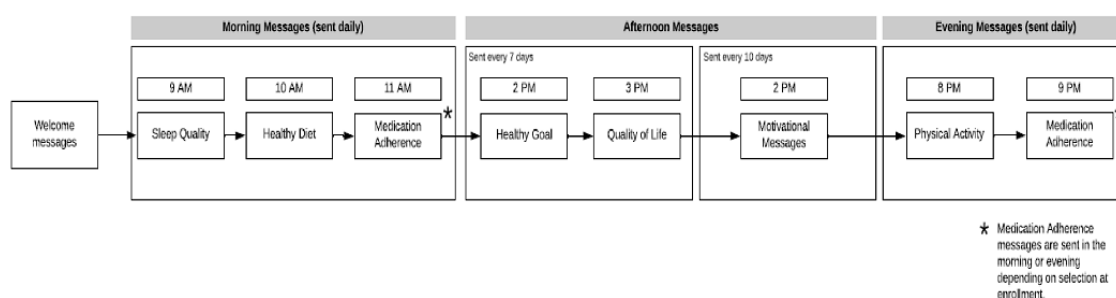 Morning Messages (sent daily)
Afternoon Messages
Evening Messages (sent daily)
Sent every 7 days
Sent every 10 days
9 AM
10 AM
11 AM
2 PM
3 PM
2 PM
8 PM
9 PM
Welcome
messages
Sleep Quality
Healthy Diet
Medication
Adherence
*
Healthy Goal
Quality of Life
Motivational
Messages
Physical Activity
Medication
Adherence
* Medication Adherence
messages are sent in the
morning or evening
depending on selection at
enrollment.